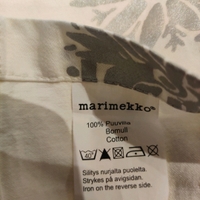 marimekko®
100% Puuvilla
Bomull
Cotton
Silitys nurjalta puolelta.
Strykes på avigsidan.
Iron on the reverse side.